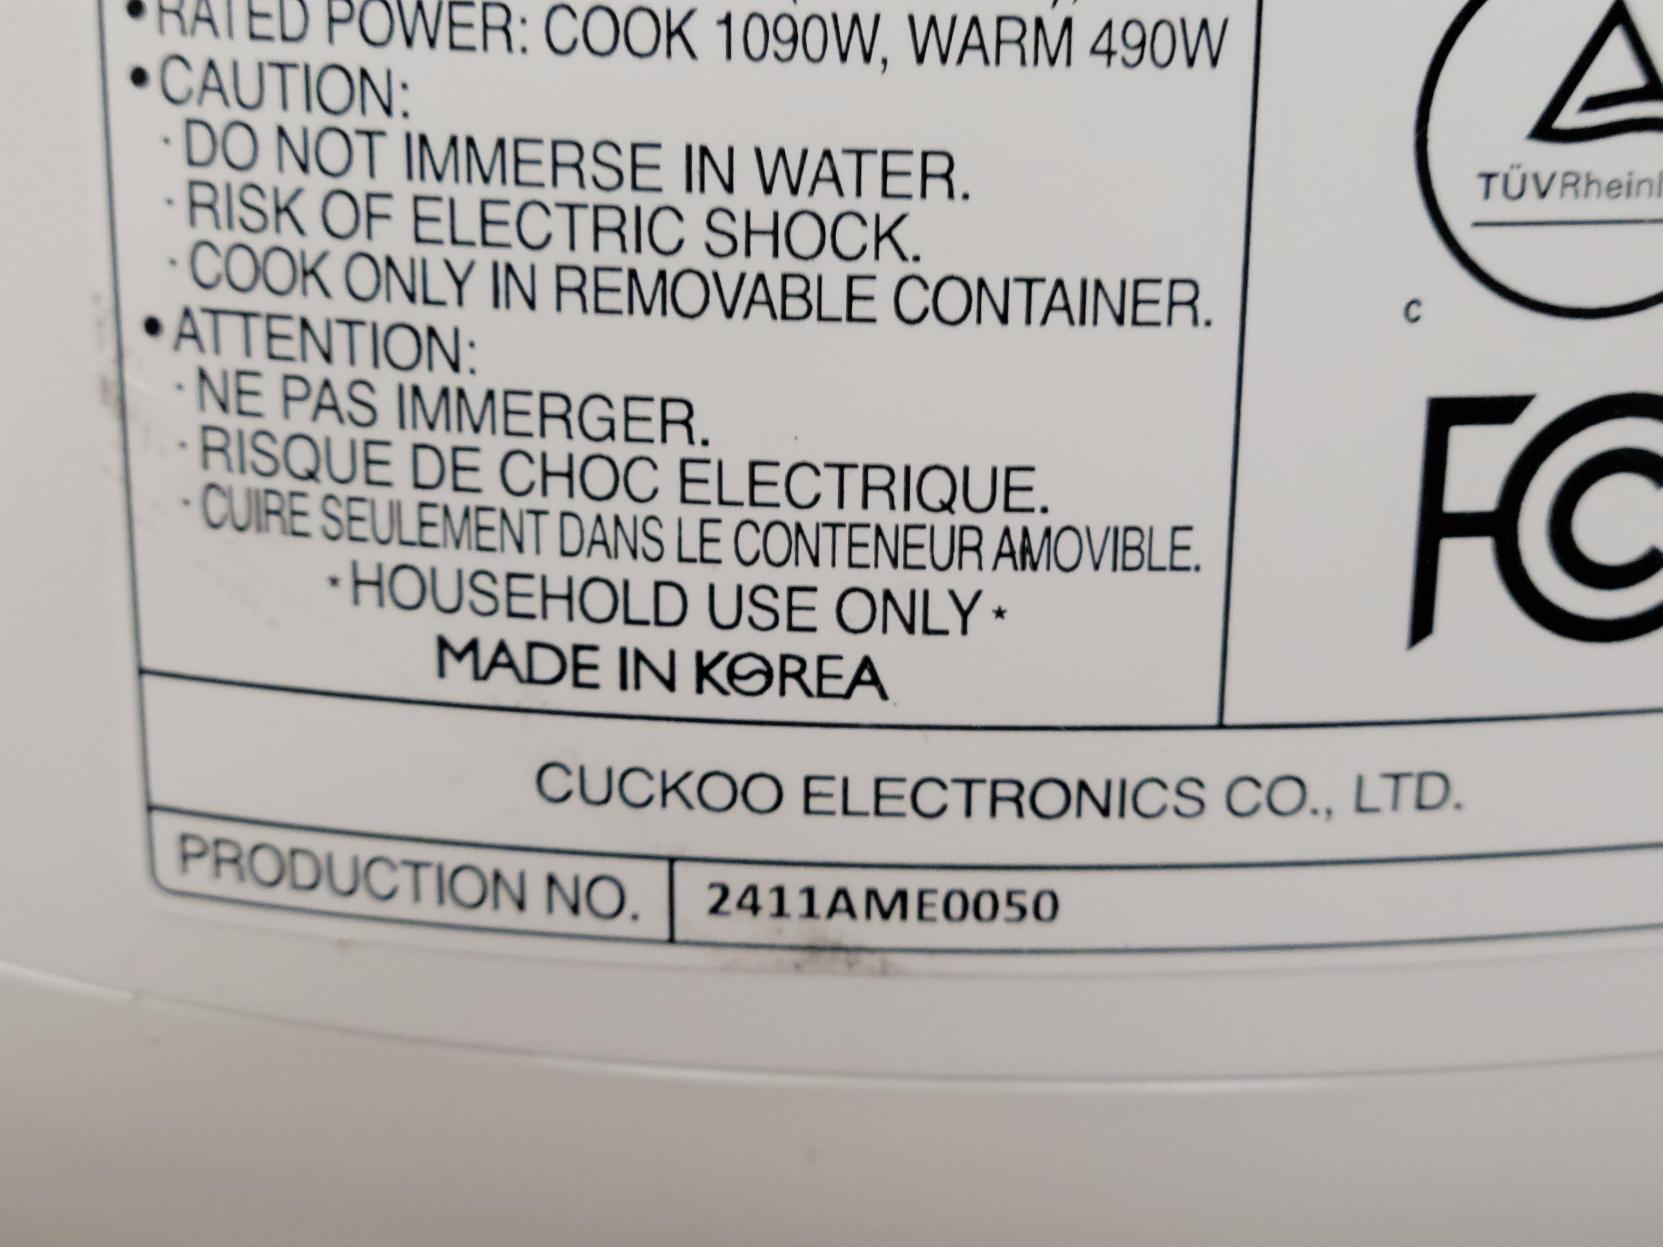 •RATED POWER: COOK 1090W, WARM 490W
•CAUTION:
·DO NOT IMMERSE IN WATER.
·RISK OF ELECTRIC SHOCK.
·COOK ONLY IN REMOVABLE CONTAINER.
•ATTENTION:
·NE PAS IMMERGER.
·RISQUE DE CHOC ELECTRIQUE.
·CUIRE SEULEMENT DANS LE CONTENEUR AMOVIBLE.
*HOUSEHOLD USE ONLY*
MADE IN KOREA
TÜVRheinl
C
FC
CUCKOO ELECTRONICS CO., LTD.
PRODUCTION NO. 2411AME0050